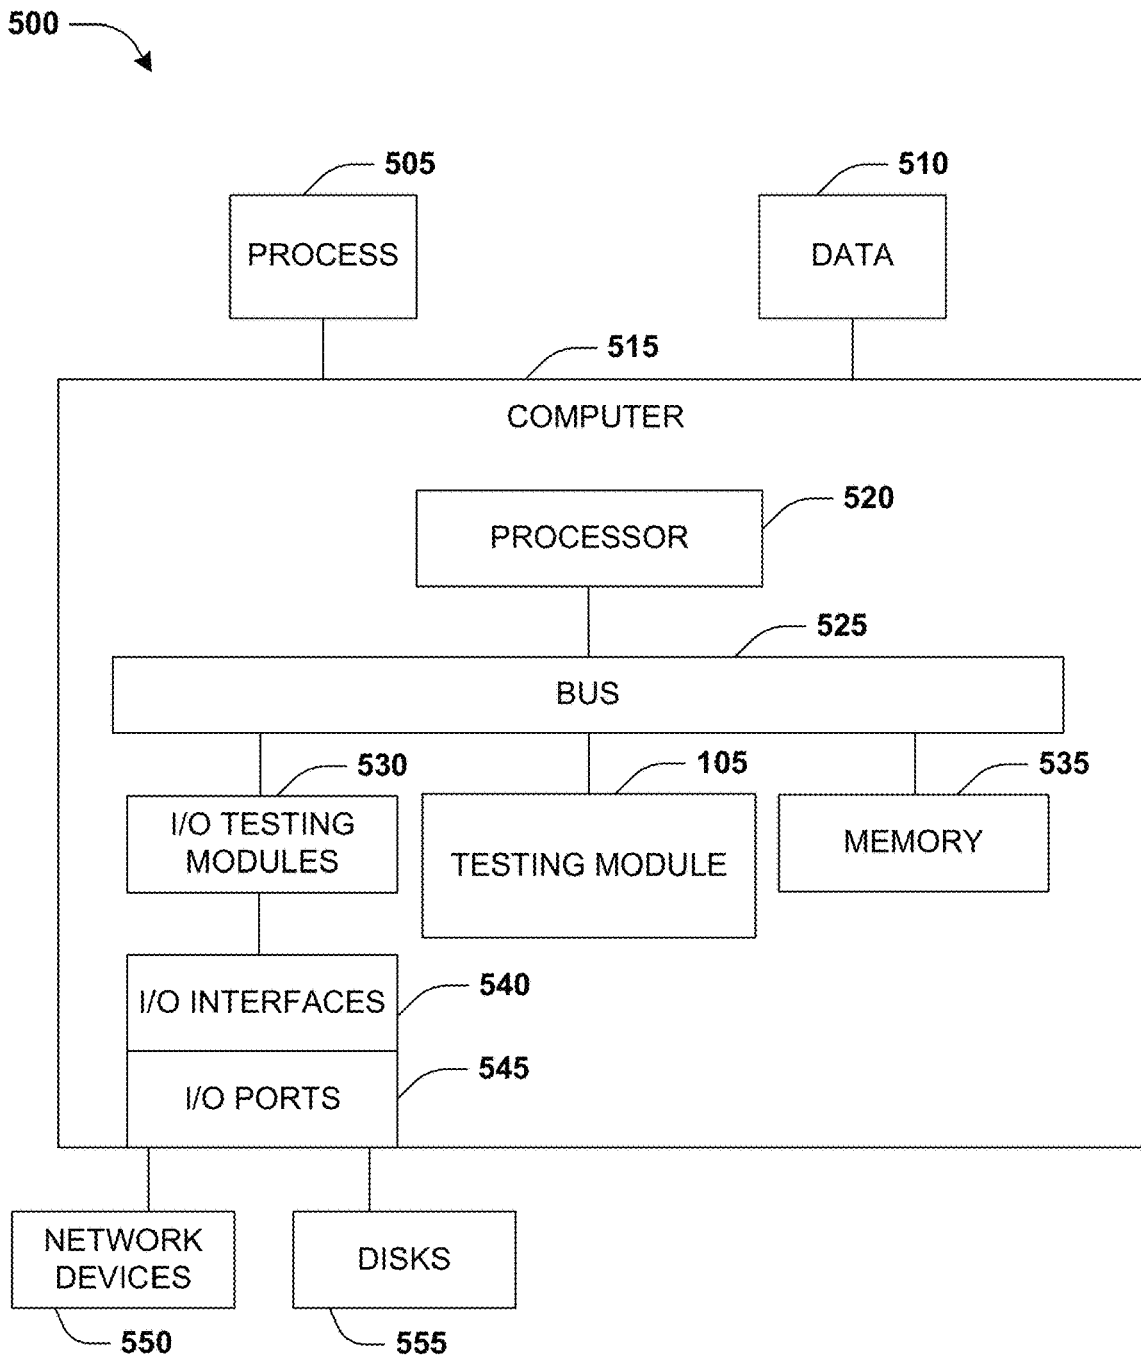 500
505
510
PROCESS
DATA
515
COMPUTER
520
PROCESSOR
525
BUS
530
105
535
I/O TESTING
MODULES
TESTING MODULE
MEMORY
I/O INTERFACES
540
I/O PORTS
545
NETWORK
DEVICES
DISKS
550
555